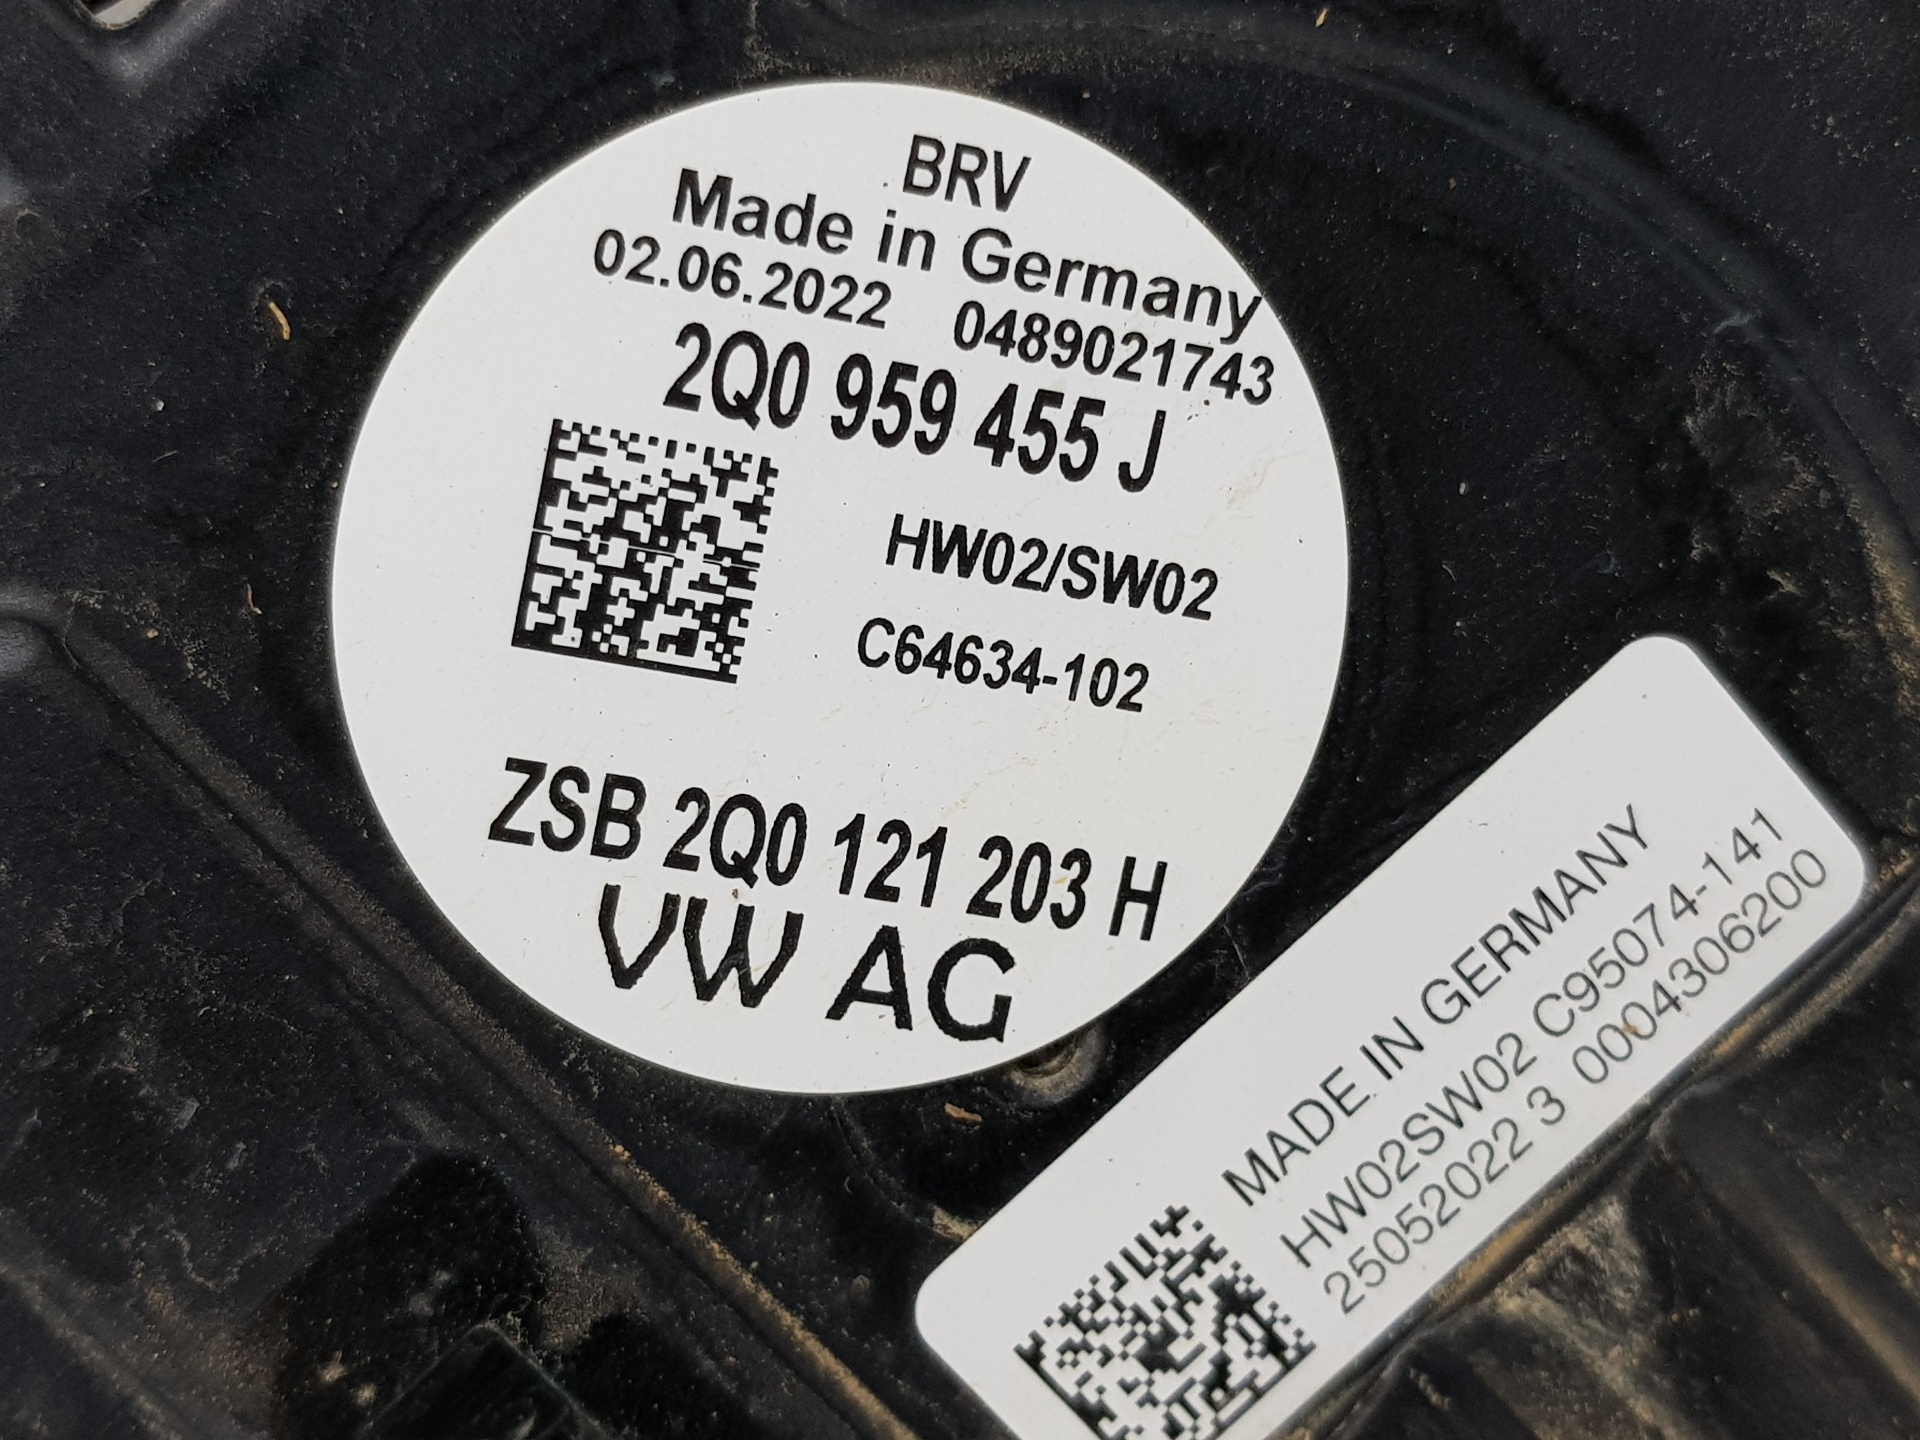 BRV
Made in Germany
02.06.2022 0489021743
2Q0 959 455 J
HW02/SW02
C64634-102
ZSB 2Q0 121 203 H
VW AG
MADE IN GERMANY
HW02SW02 C95074-141
25052022 3 0004306200